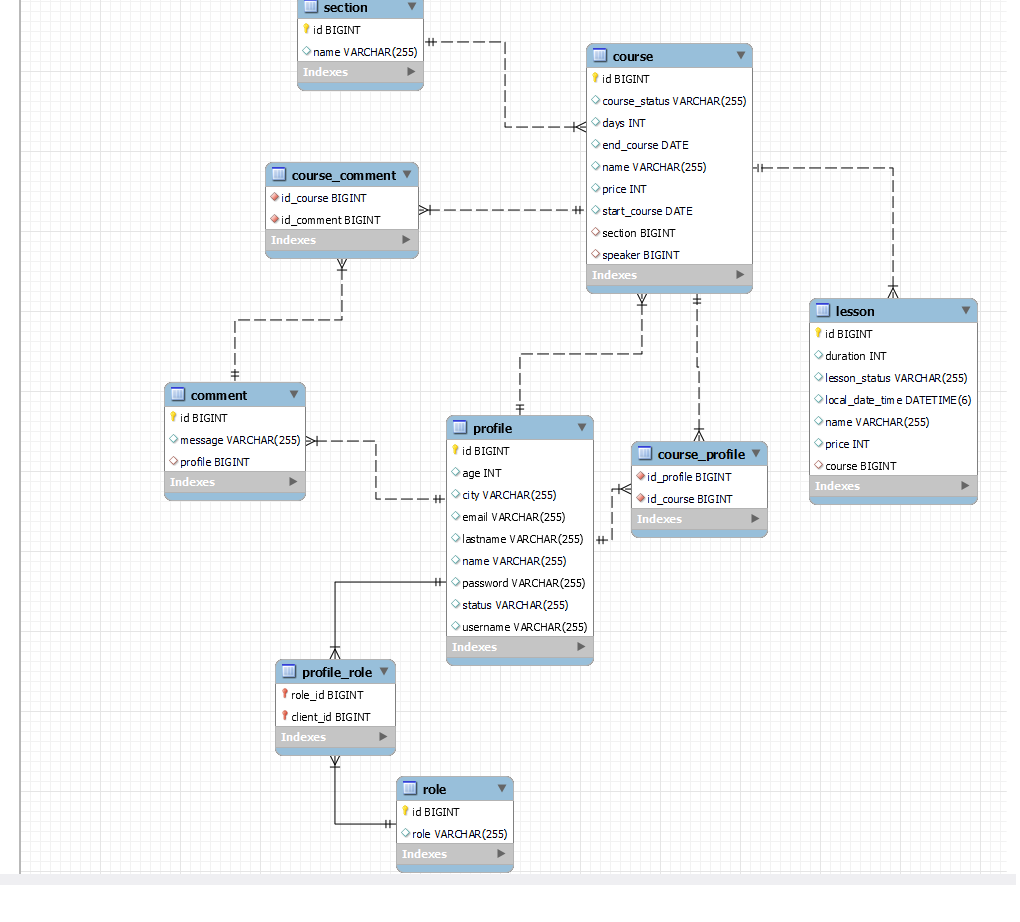 section
id BIGINT
name VARCHAR(255)
Indexes
course
id BIGINT
course_status VARCHAR(255)
days INT
end_course DATE
name VARCHAR(255)
price INT
start_course DATE
section BIGINT
speaker BIGINT
Indexes
course_comment
id_course BIGINT
id_comment BIGINT
Indexes
lesson
id BIGINT
duration INT
lesson_status VARCHAR(255)
local_date_time DATETIME(6)
name VARCHAR(255)
price INT
course BIGINT
Indexes
comment
id BIGINT
message VARCHAR(255)
profile BIGINT
Indexes
profile
id BIGINT
age INT
city VARCHAR(255)
email VARCHAR(255)
lastname VARCHAR(255)
name VARCHAR(255)
password VARCHAR(255)
status VARCHAR(255)
username VARCHAR(255)
Indexes
course_profile
id_profile BIGINT
id_course BIGINT
Indexes
profile_role
role_id BIGINT
client_id BIGINT
Indexes
role
id BIGINT
role VARCHAR(255)
Indexes